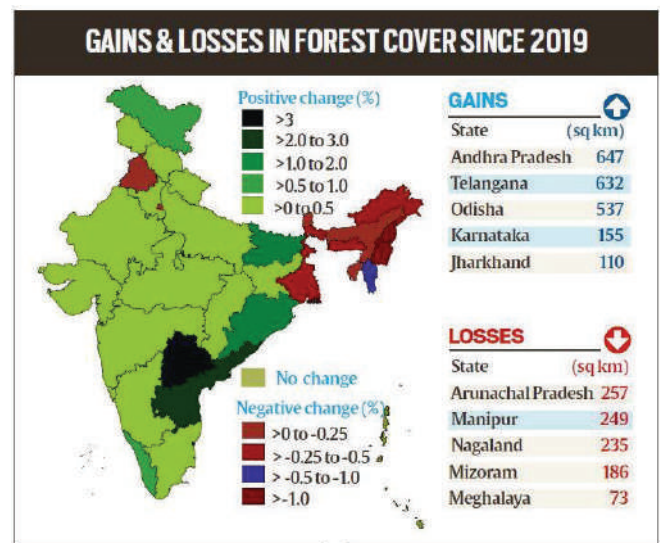 GAINS & LOSSES IN FOREST COVER SINCE 2019
Positive change (%)
>3
>2.0 to 3.0
>1.0 to 2.0
>0.5 to 1.0
>0 to 0.5
No change
Negative change (%)
>0 to -0.25
> -0.25 to -0.5
> -0.5 to -1.0
>-1.0
GAINS
State (sq km)
Andhra Pradesh 647
Telangana 632
Odisha 537
Karnataka 155
Jharkhand 110
LOSSES
State (sq km)
Arunachal Pradesh 257
Manipur 249
Nagaland 235
Mizoram 186
Meghalaya 73